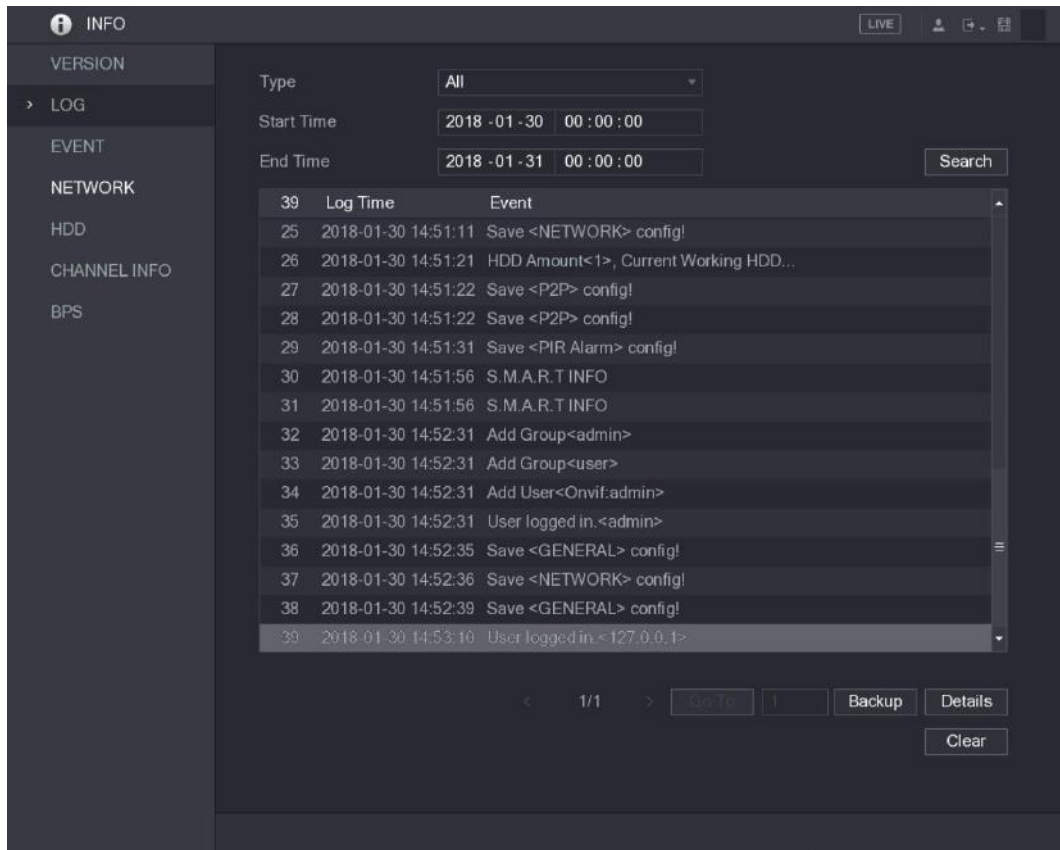 INFO LIVE
VERSION
LOG
EVENT
NETWORK
HDD
CHANNEL INFO
BPS
Type All
Start Time 2018 -01 -30 00 : 00 : 00
End Time 2018 -01 -31 00 : 00 : 00
Search
39 Log Time Event
25 2018-01-30 14:51:11 Save <NETWORK> config!
26 2018-01-30 14:51:21 HDD Amount<1>, Current Working HDD...
27 2018-01-30 14:51:22 Save <P2P> config!
28 2018-01-30 14:51:22 Save <P2P> config!
29 2018-01-30 14:51:31 Save <PIR Alarm> config!
30 2018-01-30 14:51:56 S.M.A.R.T INFO
31 2018-01-30 14:51:56 S.M.A.R.T INFO
32 2018-01-30 14:52:31 Add Group<admin>
33 2018-01-30 14:52:31 Add Group<user>
34 2018-01-30 14:52:31 Add User<Onvif:admin>
35 2018-01-30 14:52:31 User logged in.<admin>
36 2018-01-30 14:52:35 Save <GENERAL> config!
37 2018-01-30 14:52:36 Save <NETWORK> config!
38 2018-01-30 14:52:39 Save <GENERAL> config!
39 2018-01-30 14:53:10 User logged in.<127.0.0.1>
1/1 Go To 1 Backup Details
Clear